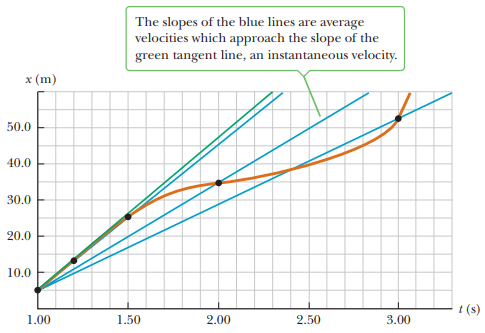 The slopes of the blue lines are average
velocities which approach the slope of the
green tangent line, an instantaneous velocity.
x (m)
50.0
40.0
30.0
20.0
10.0
t (s)
1.00 1.50 2.00 2.50 3.00